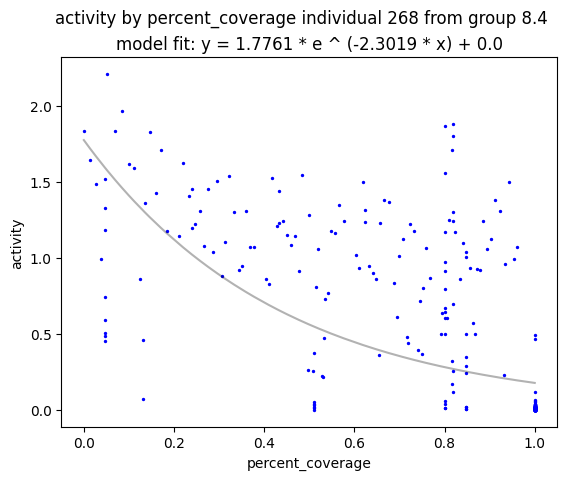 activity by percent_coverage individual 268 from group 8.4
model fit: y = 1.7761 * e ^ (-2.3019 * x) + 0.0
2.0
1.5
1.0
0.5
0.0
activity
0.0 0.2 0.4 0.6 0.8 1.0
percent_coverage